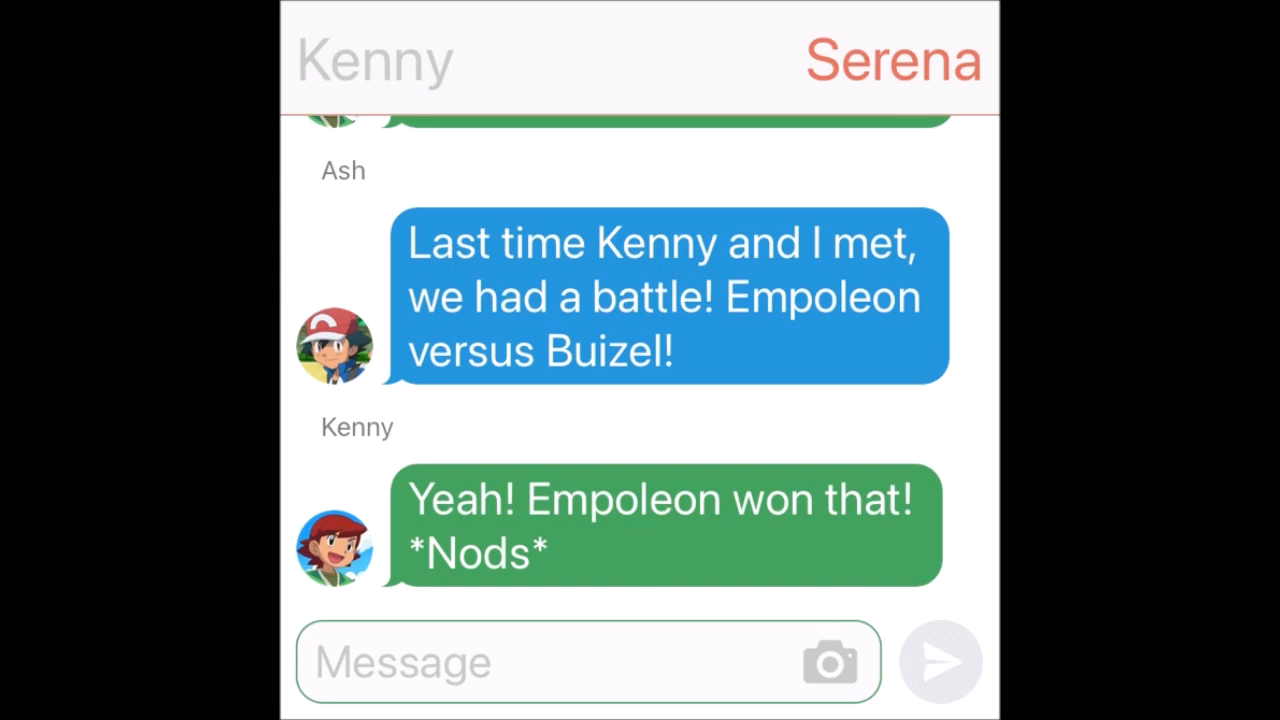 Kenny
Serena
Ash
Last time Kenny and I met,
we had a battle! Empoleon
versus Buizel!
Kenny
Yeah! Empoleon won that!
*Nods*
Message